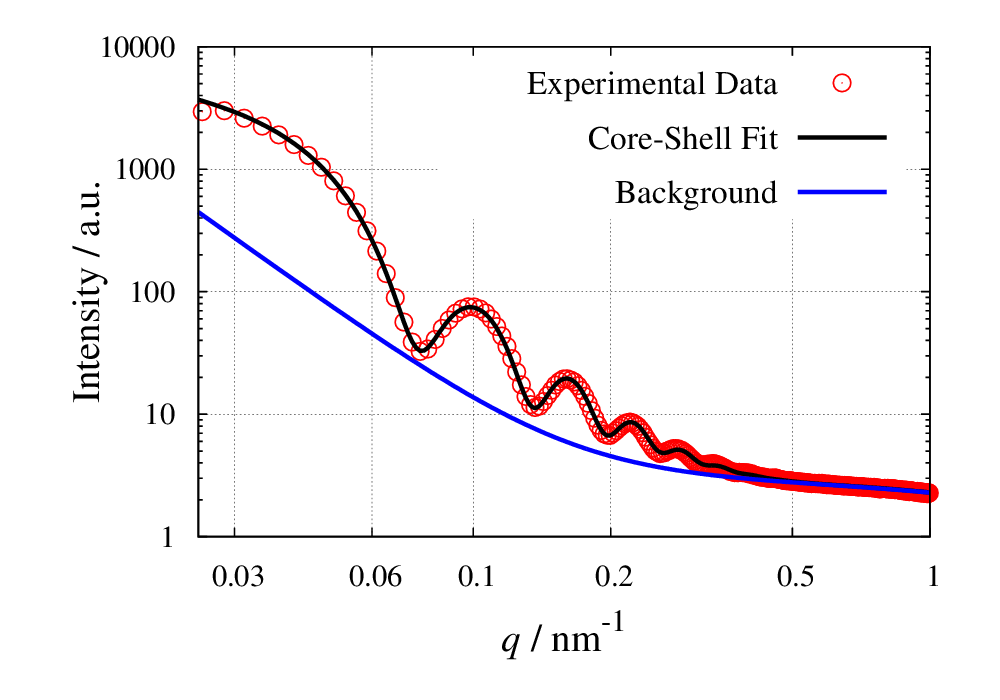 10000
1000
100
10
1
Intensity / a.u.
Experimental Data
Core-Shell Fit
Background
0.03 0.06 0.1 0.2 0.5 1
q / nm-1